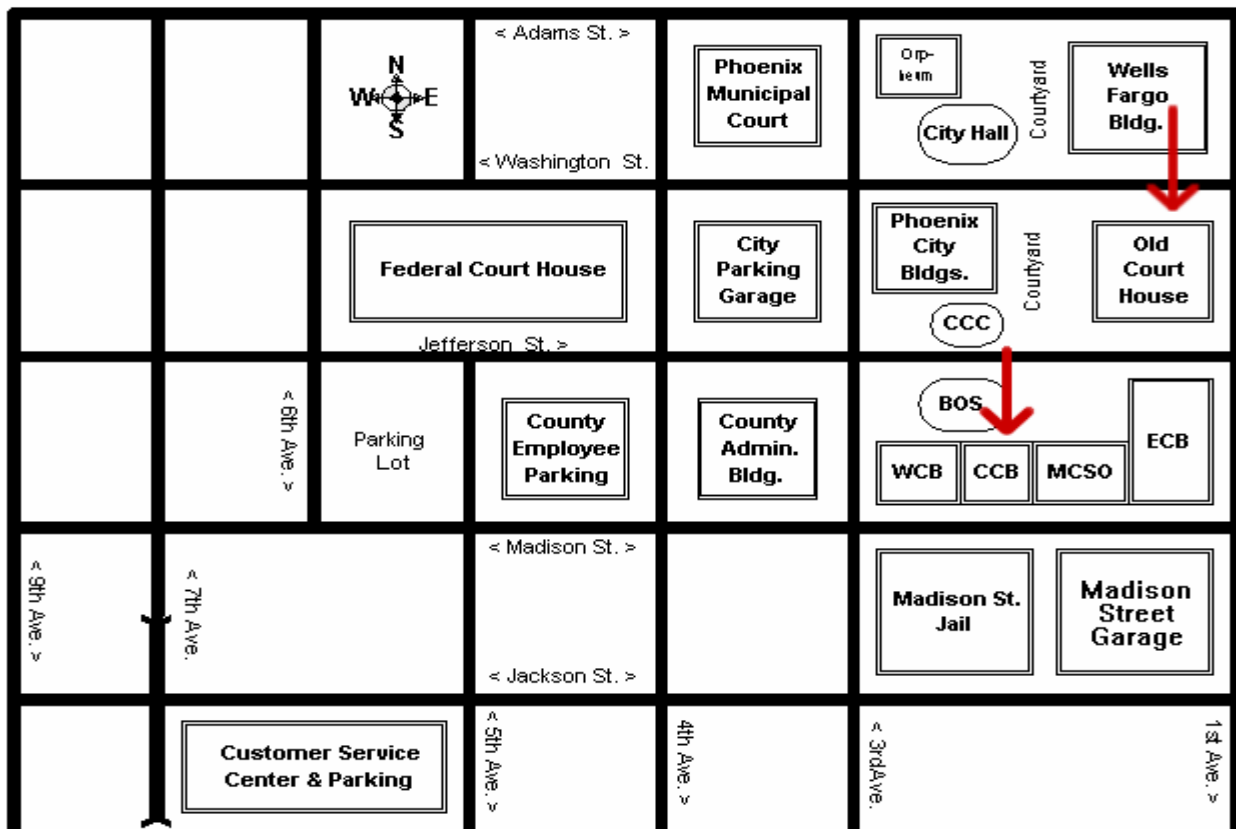 < Adams St. >
N
W E
S
Phoenix
Municipal
Court
Orp-
heum
City Hall
Courtyard
Wells
Fargo
Bldg.
< Washington St.
Federal Court House
City
Parking
Garage
Phoenix
City
Bldgs.
CCC
Courtyard
Old
Court
House
Jefferson St. >
< 6th Ave. >
Parking
Lot
County
Employee
Parking
County
Admin.
Bldg.
BOS
WCB
CCB
MCSO
ECB
< 9th Ave. >
< 7th Ave.
< Madison St. >
< Jackson St. >
Madison St.
Jail
Madison
Street
Garage
Customer Service
Center & Parking
< 5th Ave. >
4th Ave. >
< 3rdAve.
1st Ave. >